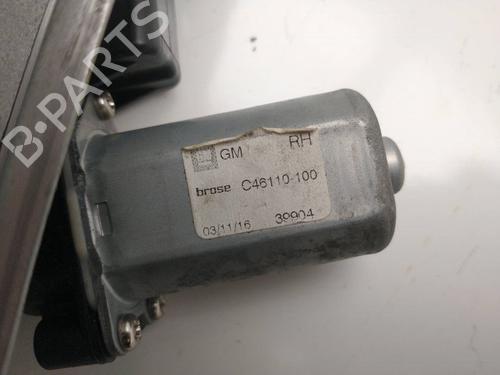 B-PARTS
GM RH
brose C46110-100
03/11/16 39904